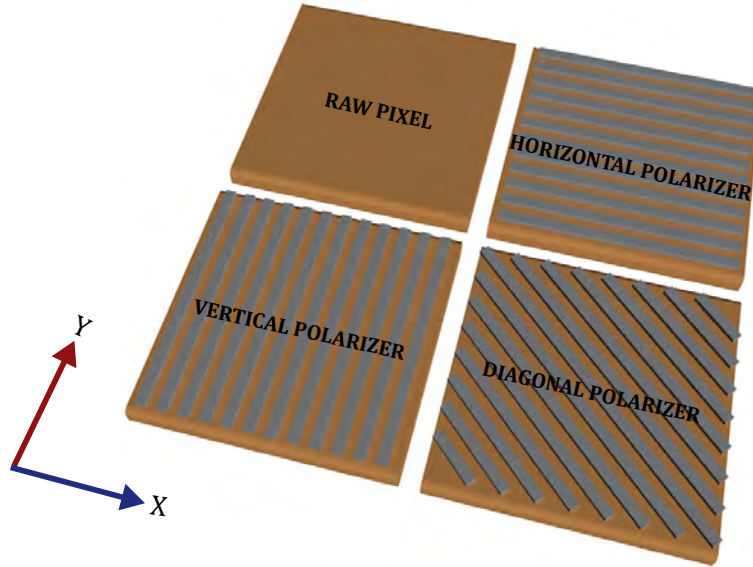 RAW PIXEL
HORIZONTAL POLARIZER
VERTICAL POLARIZER
DIAGONAL POLARIZER
Y
X